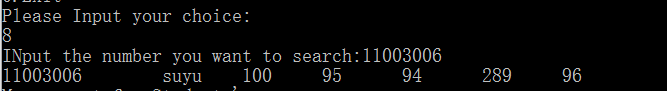 Please Input your choice:
8
INput the number you want to search:11003006
11003006 suyu 100 95 94 289 96